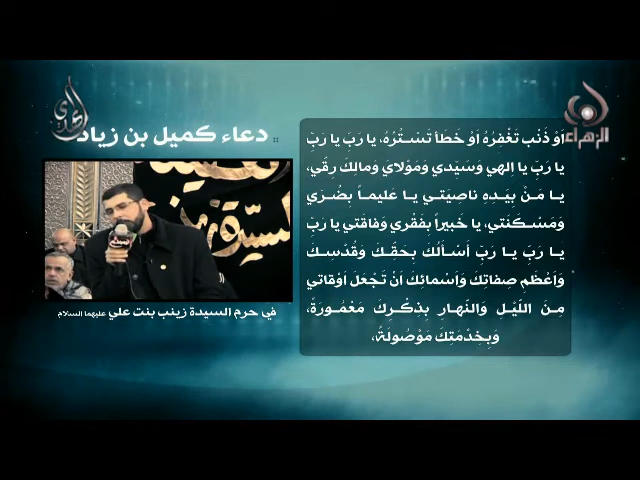 الزهراء
:: دعاء كميل بن زياد
أَوْ ذَنْبٍ تَغْفِرُهُ أَوْ خَطَأٍ تَسْتُرُهُ، يا رَبِّ يا رَبِّ
يا رَبِّ يا اِلهي وَسَيِّدي وَمَوْلايَ وَمالِكَ رِقّي،
يا مَنْ بِيَدِهِ ناصِيَتي يا عَليماً بِضُرّي
وَمَسْكَنَتي، يا خَبيراً بِفَقْري وَفاقَتي يا رَبِّ
يا رَبِّ يا رَبِّ أَسْأَلُكَ بِحَقِّكَ وَقُدْسِكَ
وَأَعْظَمِ صِفاتِكَ وَأَسْمائِكَ أَنْ تَجْعَلَ أَوْقاتي
مِنَ اللَّيْلِ وَالنَّهارِ بِذِكْرِكَ مَعْمُورَةً،
وَبِخِدْمَتِكَ مَوْصُولَةً،
في حرم السيدة زينب بنت علي عليهما السلام